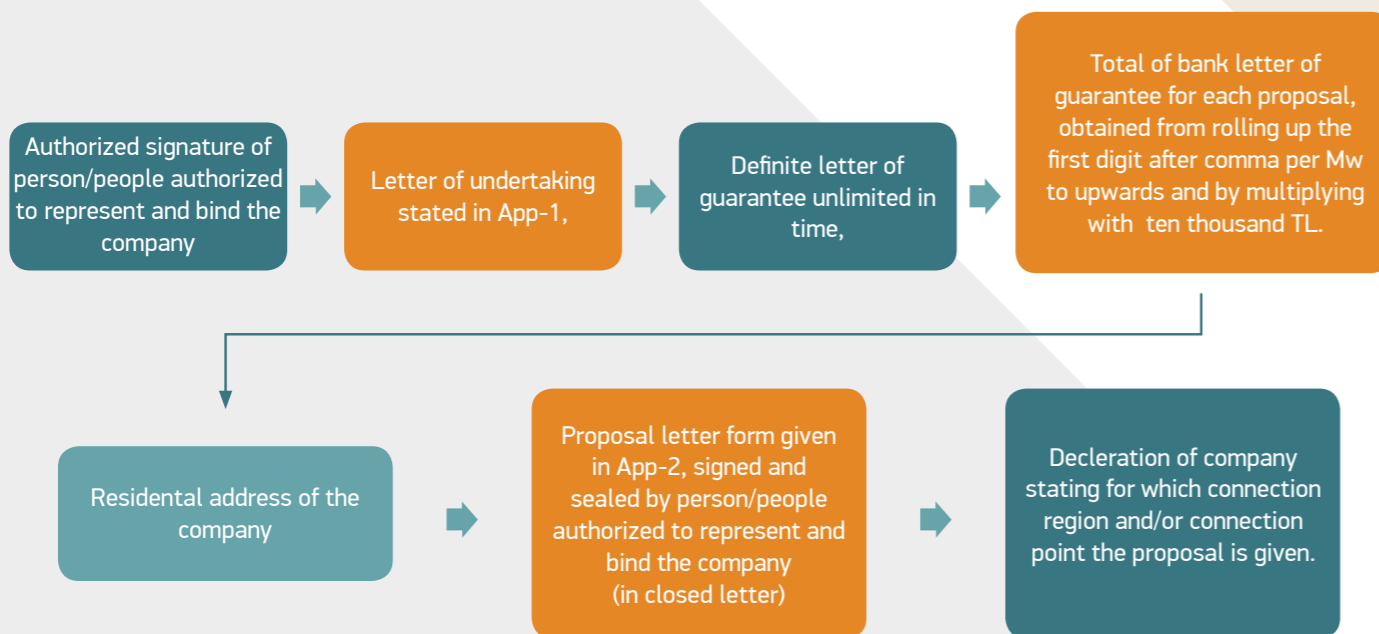 Authorized signature of
person/people authorized
to represent and bind the
company
Letter of undertaking
stated in App-1,
Definite letter of
guarantee unlimited in
time,
Total of bank letter of
guarantee for each proposal,
obtained from rolling up the
first digit after comma per Mw
to upwards and by multiplying
with ten thousand TL.
Residental address of the
company
Proposal letter form given
in App-2, signed and
sealed by person/people
authorized to represent and
bind the company
(in closed letter)
Decleration of company
stating for which connection
region and/or connection
point the proposal is given.